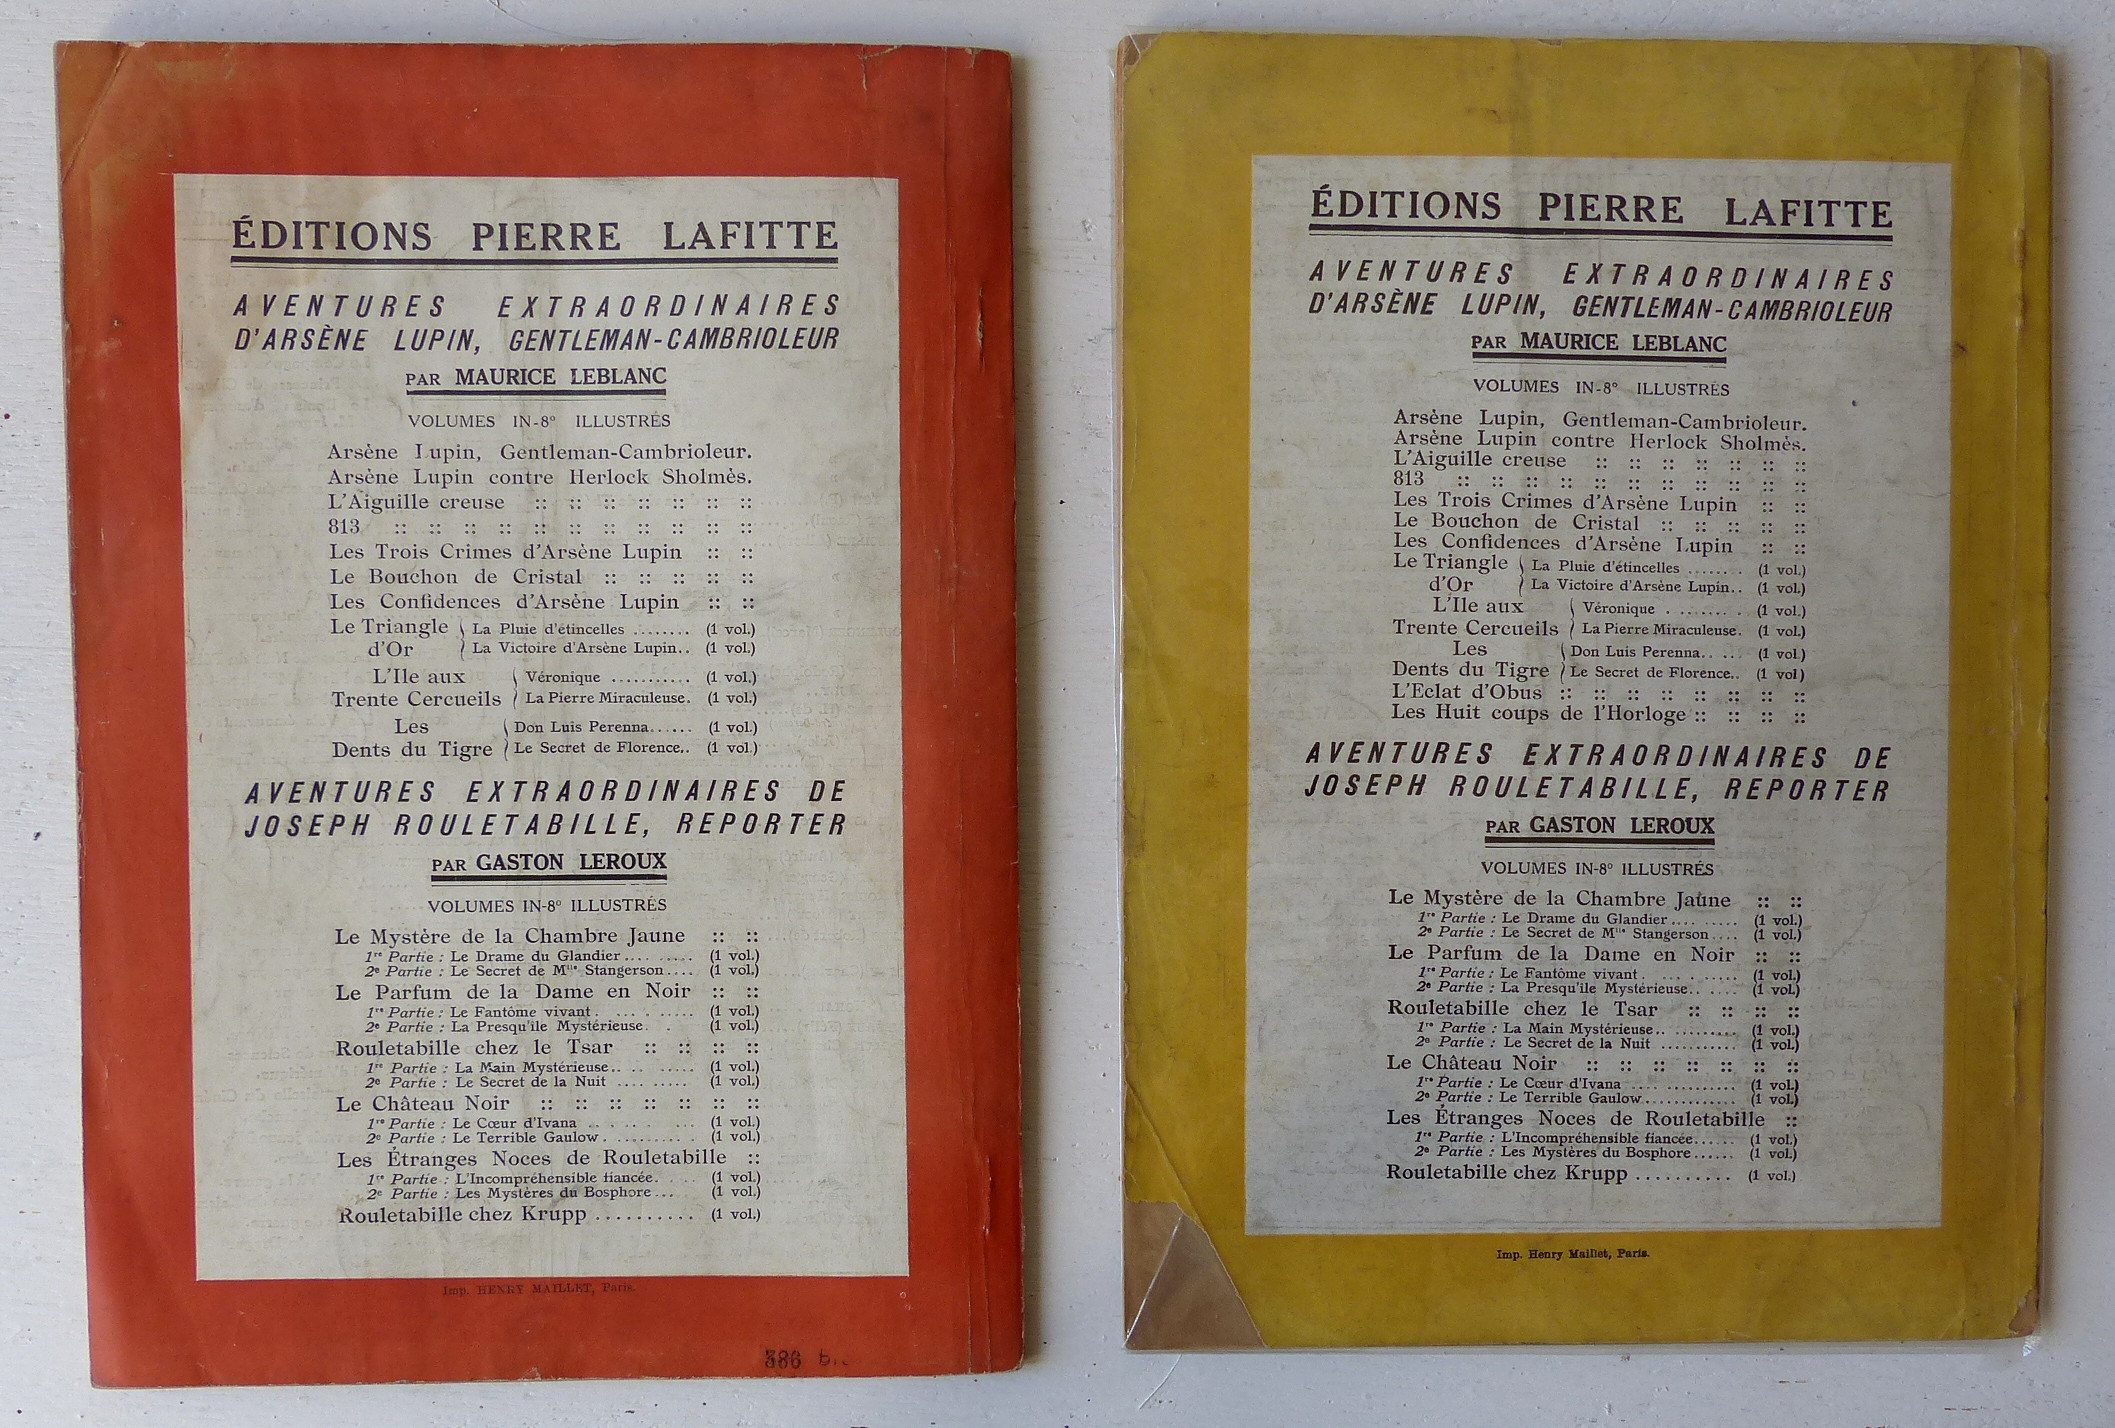 ÉDITIONS PIERRE LAFITTE
AVENTURES EXTRAORDINAIRES
D'ARSÈNE LUPIN, GENTLEMAN-CAMBRIOLEUR
PAR MAURICE LEBLANC
VOLUMES IN-8° ILLUSTRÉS
Arsène Lupin, Gentleman-Cambrioleur.
Arsène Lupin contre Herlock Sholmès.
L'Aiguille creuse :: :: :: :: :: :: ::
813 :: :: :: :: :: :: :: :: :: :: ::
Les Trois Crimes d'Arsène Lupin :: ::
Le Bouchon de Cristal :: :: :: :: ::
Les Confidences d'Arsène Lupin :: ::
Le Triangle La Pluie d'étincelles ........ (1 vol.)
d'Or La Victoire d'Arsène Lupin.. (1 vol.)
L'Ile aux Véronique ........... (1 vol.)
Trente Cercueils La Pierre Miraculeuse. (1 vol.)
Les Don Luis Perenna...... (1 vol.)
Dents du Tigre Le Secret de Florence.. (1 vol.)
AVENTURES EXTRAORDINAIRES DE
JOSEPH ROULETABILLE, REPORTER
PAR GASTON LEROUX
VOLUMES IN-8° ILLUSTRÉS
Le Mystère de la Chambre Jaune :: ::
1re Partie : Le Drame du Glandier.... ..... (1 vol.)
2e Partie : Le Secret de Mlle Stangerson.... (1 vol.)
Le Parfum de la Dame en Noir :: ::
1re Partie : Le Fantôme vivant. ... . ..... (1 vol.)
2e Partie : La Presqu'ile Mystérieuse. . (1 vol.)
Rouletabille chez le Tsar :: :: :: ::
1re Partie : La Main Mystérieuse.. .. ..... (1 vol.)
2e Partie : Le Secret de la Nuit .... ..... (1 vol.)
Le Château Noir :: :: :: :: :: :: ::
1re Partie : Le Cœur d'Ivana .. . .. . ... (1 vol.)
2e Partie : Le Terrible Gaulow. ........ . (1 vol.)
Les Étranges Noces de Rouletabille ::
1re Partie : L'Incompréhensible fiancée. . .. (1 vol.)
2e Partie : Les Mystères du Bosphore... (1 vol.)
Rouletabille chez Krupp .......... (1 vol.)
Imp. HENRY MAILLET, Paris.
386
ÉDITIONS PIERRE LAFITTE
AVENTURES EXTRAORDINAIRES
D'ARSÈNE LUPIN, GENTLEMAN-CAMBRIOLEUR
PAR MAURICE LEBLANC
VOLUMES IN-8° ILLUSTRÉS
Arsène Lupin, Gentleman-Cambrioleur.
Arsène Lupin contre Herlock Sholmès.
L'Aiguille creuse :: :: :: :: :: :: ::
813 :: :: :: :: :: :: :: :: :: :: ::
Les Trois Crimes d'Arsène Lupin :: ::
Le Bouchon de Cristal :: :: :: :: ::
Les Confidences d'Arsène Lupin :: ::
Le Triangle La Pluie d'étincelles ....... . (1 vol.)
d'Or La Victoire d'Arsène Lupin.. (1 vol.)
L'Ile aux Véronique . ....... . (1 vol.)
Trente Cercueils La Pierre Miraculeuse. (1 vol.)
Les Don Luis Perenna.. ... (1 vol.)
Dents du Tigre Le Secret de Florence.. (1 vol)
L'Eclat d'Obus :: :: :: :: :: :: :: ::
Les Huit coups de l'Horloge :: :: :: ::
AVENTURES EXTRAORDINAIRES DE
JOSEPH ROULETABILLE, REPORTER
PAR GASTON LEROUX
VOLUMES IN-8° ILLUSTRÉS
Le Mystère de la Chambre Jaune :: ::
1re Partie : Le Drame du Glandier.......... (1 vol.)
2e Partie : Le Secret de Mlle Stangerson.... (1 vol.)
Le Parfum de la Dame en Noir :: ::
1re Partie : Le Fantôme vivant. ... . ..... (1 vol.)
2e Partie : La Presqu'ile Mystérieuse.. .... (1 vol.)
Rouletabille chez le Tsar :: :: :: ::
1re Partie : La Main Mystérieuse.. ......... (1 vol.)
2e Partie : Le Secret de la Nuit ........... (1 vol.)
Le Château Noir :: :: :: :: :: :: ::
1re Partie : Le Cœur d'Ivana .... .......... (1 vol.)
2e Partie : Le Terrible Gaulow............. (1 vol.)
Les Étranges Noces de Rouletabille ::
1re Partie : L'Incompréhensible fiancée...... (1 vol.)
2e Partie : Les Mystères du Bosphore...... (1 vol.)
Rouletabille chez Krupp .......... (1 vol.)
Imp. Henry Maillet, Paris.